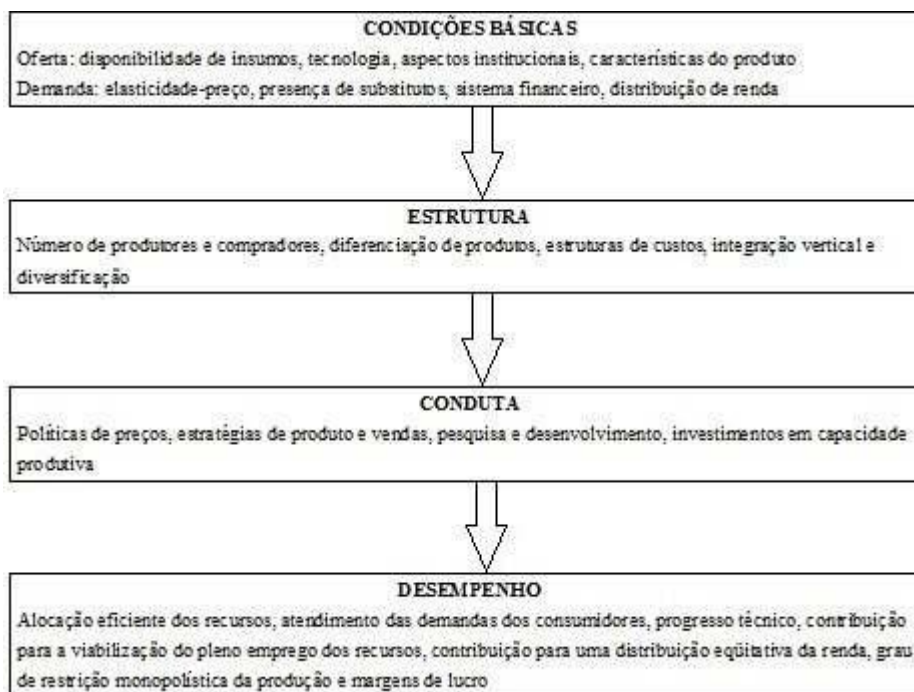 CONDIÇÕES BÁSICAS
Oferta: disponibilidade de insumos, tecnologia, aspectos institucionais, características do produto
Demanda: elasticidade-preço, presença de substitutos, sistema financeiro, distribuição de renda
ESTRUTURA
Número de produtores e compradores, diferenciação de produtos, estruturas de custos, integração vertical e
diversificação
CONDUTA
Políticas de preços, estratégias de produto e vendas, pesquisa e desenvolvimento, investimentos em capacidade
produtiva
DESEMPENHO
Alocação eficiente dos recursos, atendimento das demandas dos consumidores, progresso técnico, contribuição
para a viabilização do pleno emprego dos recursos, contribuição para uma distribuição eqüitativa da renda, grau
de restrição monopolística da produção e margens de lucro